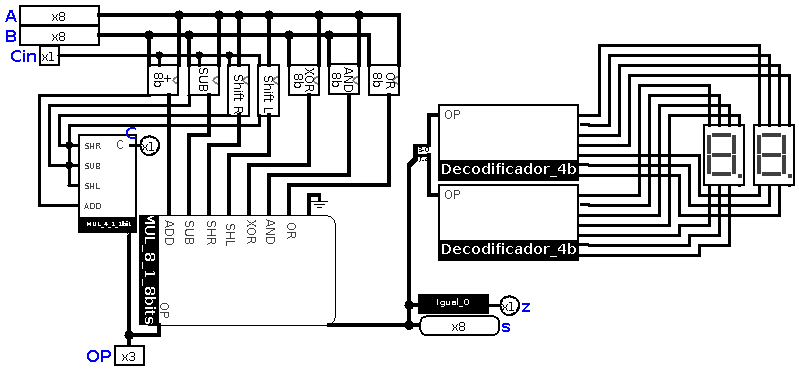 A x8
B x8
Cin x1
+ 8b
SUB
Shift R
Shift L
XOR 8b
AND 8b
OR 8b
C
SHR C x1
SUB
SHL
ADD
MUL_4_1_1bit
MUL_8_1_8bits
ADD SUB SHR SHL XOR AND OR
OP
OP x3
OP
Decodificador_4b
OP
Decodificador_4b
Igual_0 x1 z
x8 s